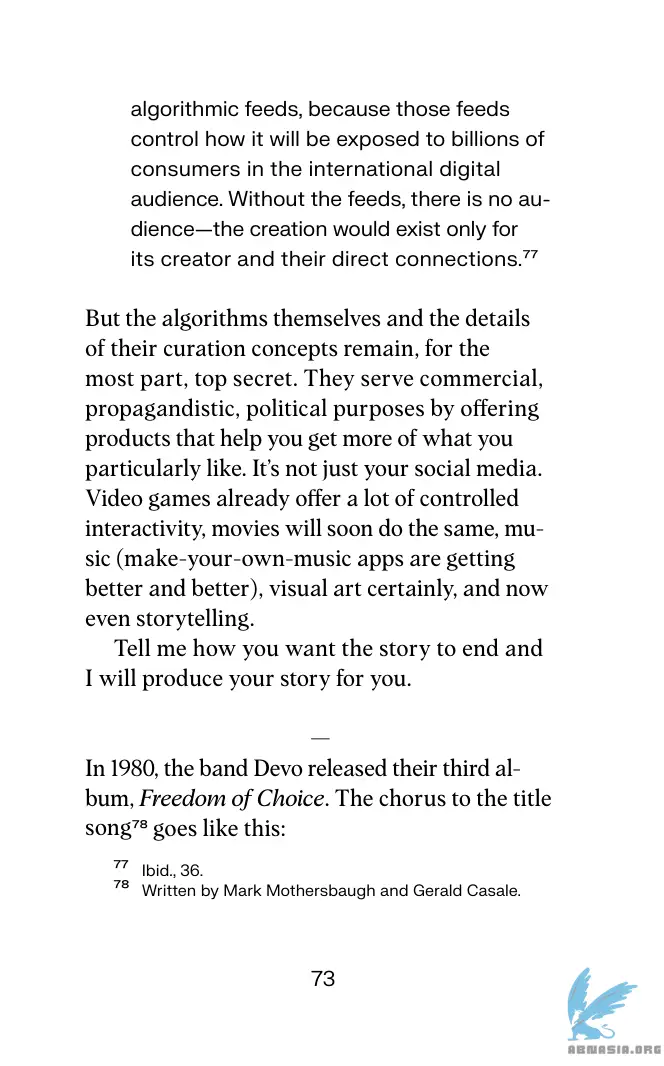 algorithmic feeds, because those feeds
control how it will be exposed to billions of
consumers in the international digital
audience. Without the feeds, there is no au-
dience—the creation would exist only for
its creator and their direct connections.⁷⁷
But the algorithms themselves and the details
of their curation concepts remain, for the
most part, top secret. They serve commercial,
propagandistic, political purposes by offering
products that help you get more of what you
particularly like. It’s not just your social media.
Video games already offer a lot of controlled
interactivity, movies will soon do the same, mu-
sic (make-your-own-music apps are getting
better and better), visual art certainly, and now
even storytelling.
Tell me how you want the story to end and
I will produce your story for you.
—
In 1980, the band Devo released their third al-
bum, Freedom of Choice. The chorus to the title
song⁷⁸ goes like this:
⁷⁷ Ibid., 36.
⁷⁸ Written by Mark Mothersbaugh and Gerald Casale.
73
ABNASIA.ORG